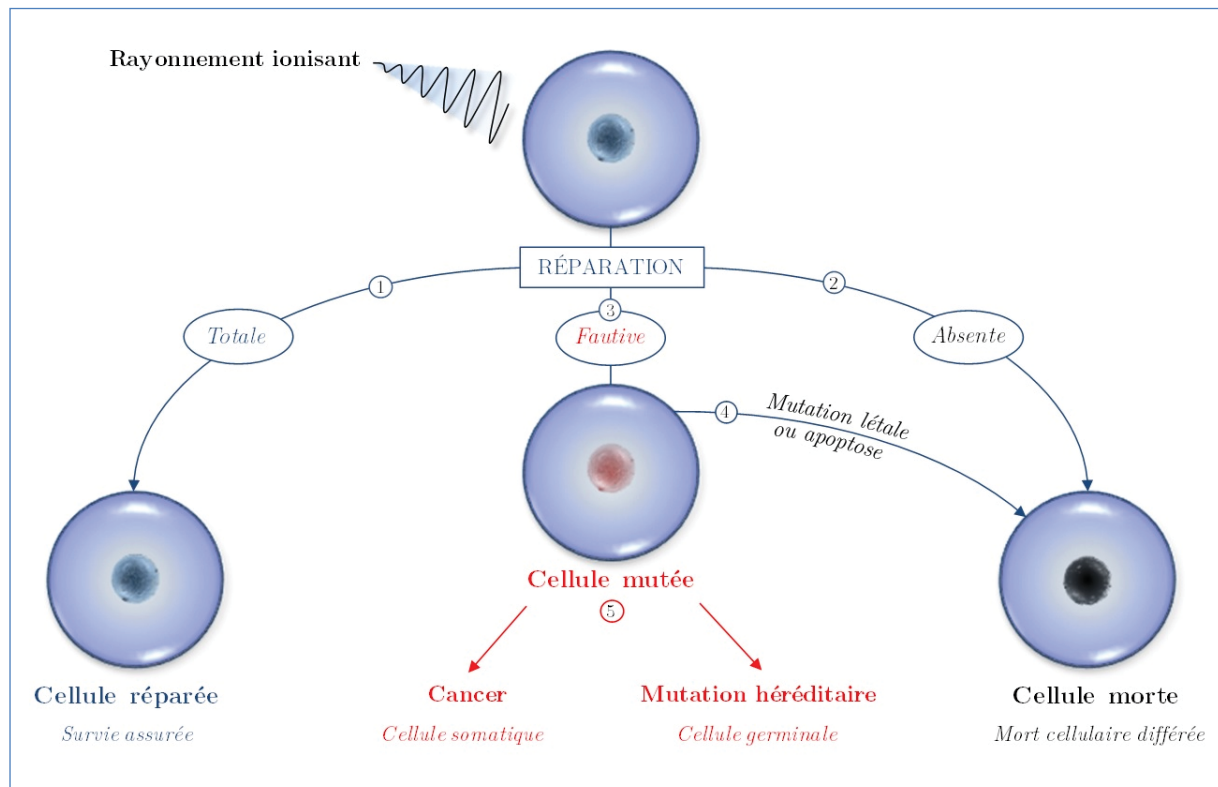 Rayonnement ionisant
RÉPARATION
1
2
3
Totale
Fautive
Absente
4
Mutation létale
ou apoptose
Cellule mutée
5
Cellule réparée
Survie assurée
Cancer
Cellule somatique
Mutation héréditaire
Cellule germinale
Cellule morte
Mort cellulaire différée